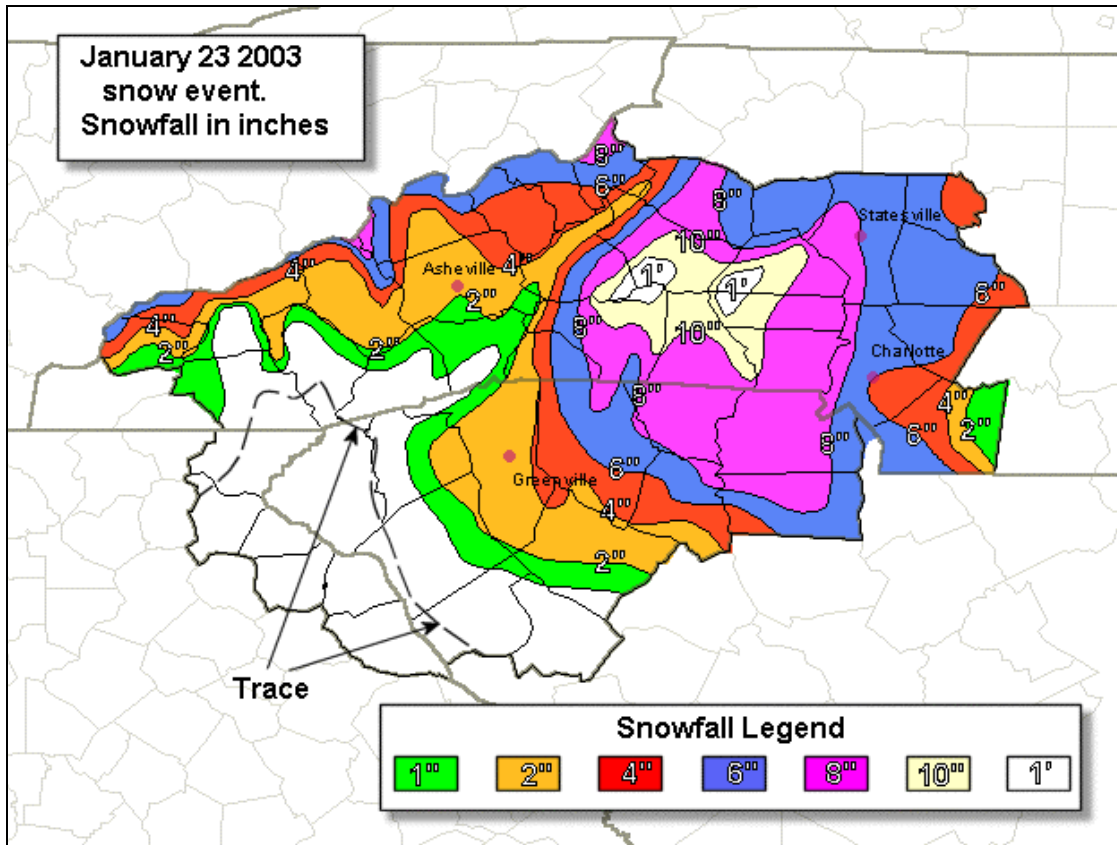 January 23 2003
snow event.
Snowfall in inches
8"
6"
8"
Statesville
10"
4"
Asheville
4"
1'
1'
6"
2"
4"
8"
10"
2"
2"
Charlotte
8"
4"
6"
2"
8"
6"
Greenville
4"
2"
Trace
Snowfall Legend
1" 2" 4" 6" 8" 10" 1'